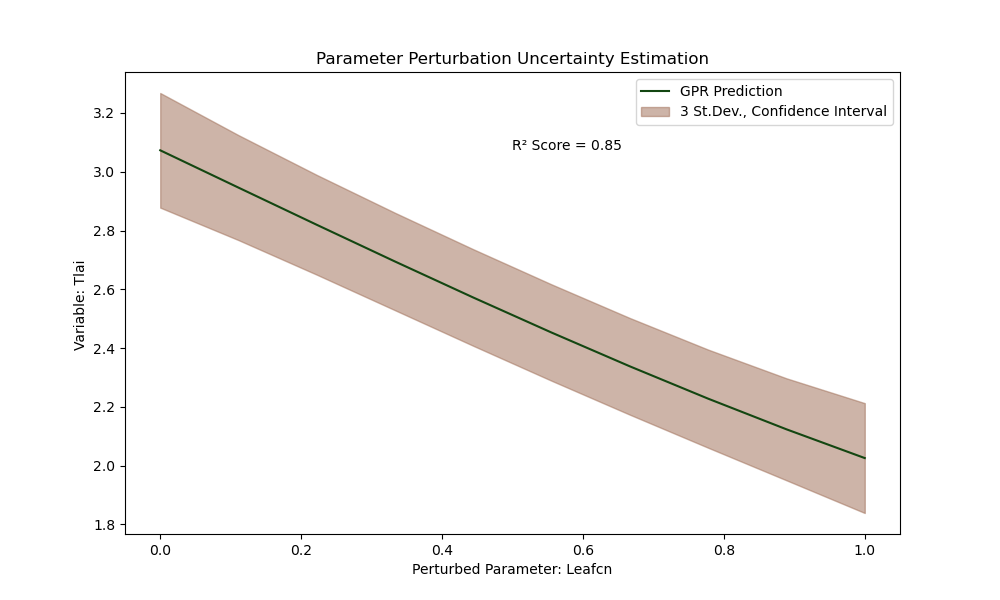 Parameter Perturbation Uncertainty Estimation
GPR Prediction
3 St.Dev., Confidence Interval
R² Score = 0.85
Variable: Tlai
3.2
3.0
2.8
2.6
2.4
2.2
2.0
1.8
0.0 0.2 0.4 0.6 0.8 1.0
Perturbed Parameter: Leafcn